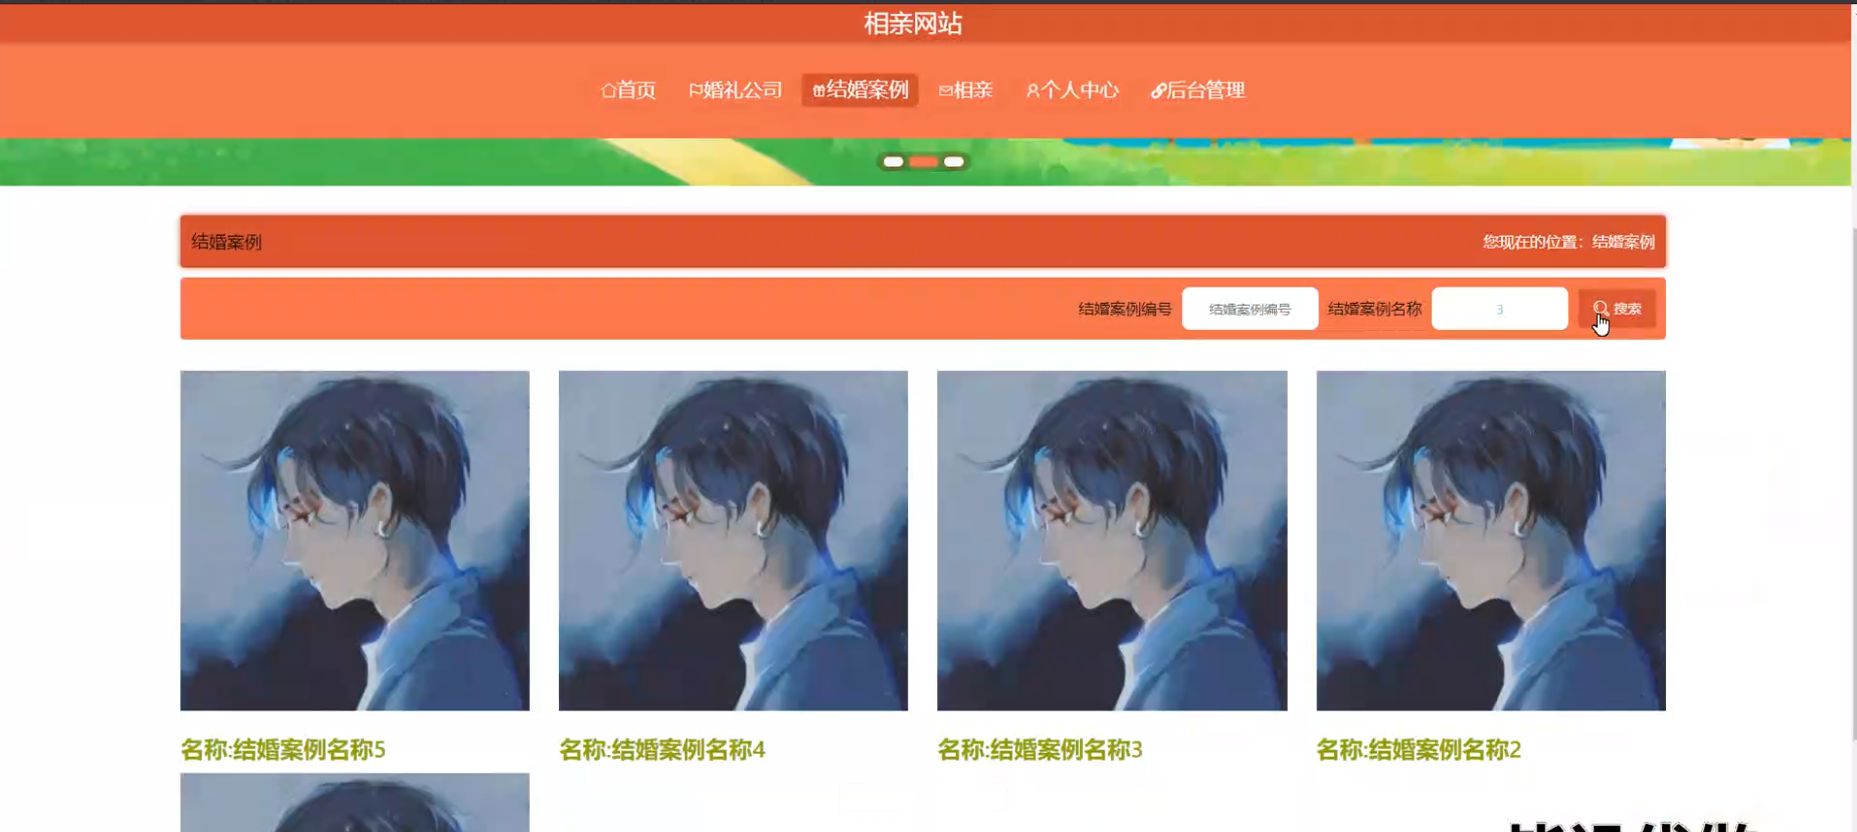 相亲网站
首页 婚礼公司 结婚案例 相亲 个人中心 后台管理
结婚案例 您现在的位置：结婚案例
结婚案例编号 结婚案例编号 结婚案例名称 3 搜索
名称:结婚案例名称5 名称:结婚案例名称4 名称:结婚案例名称3 名称:结婚案例名称2